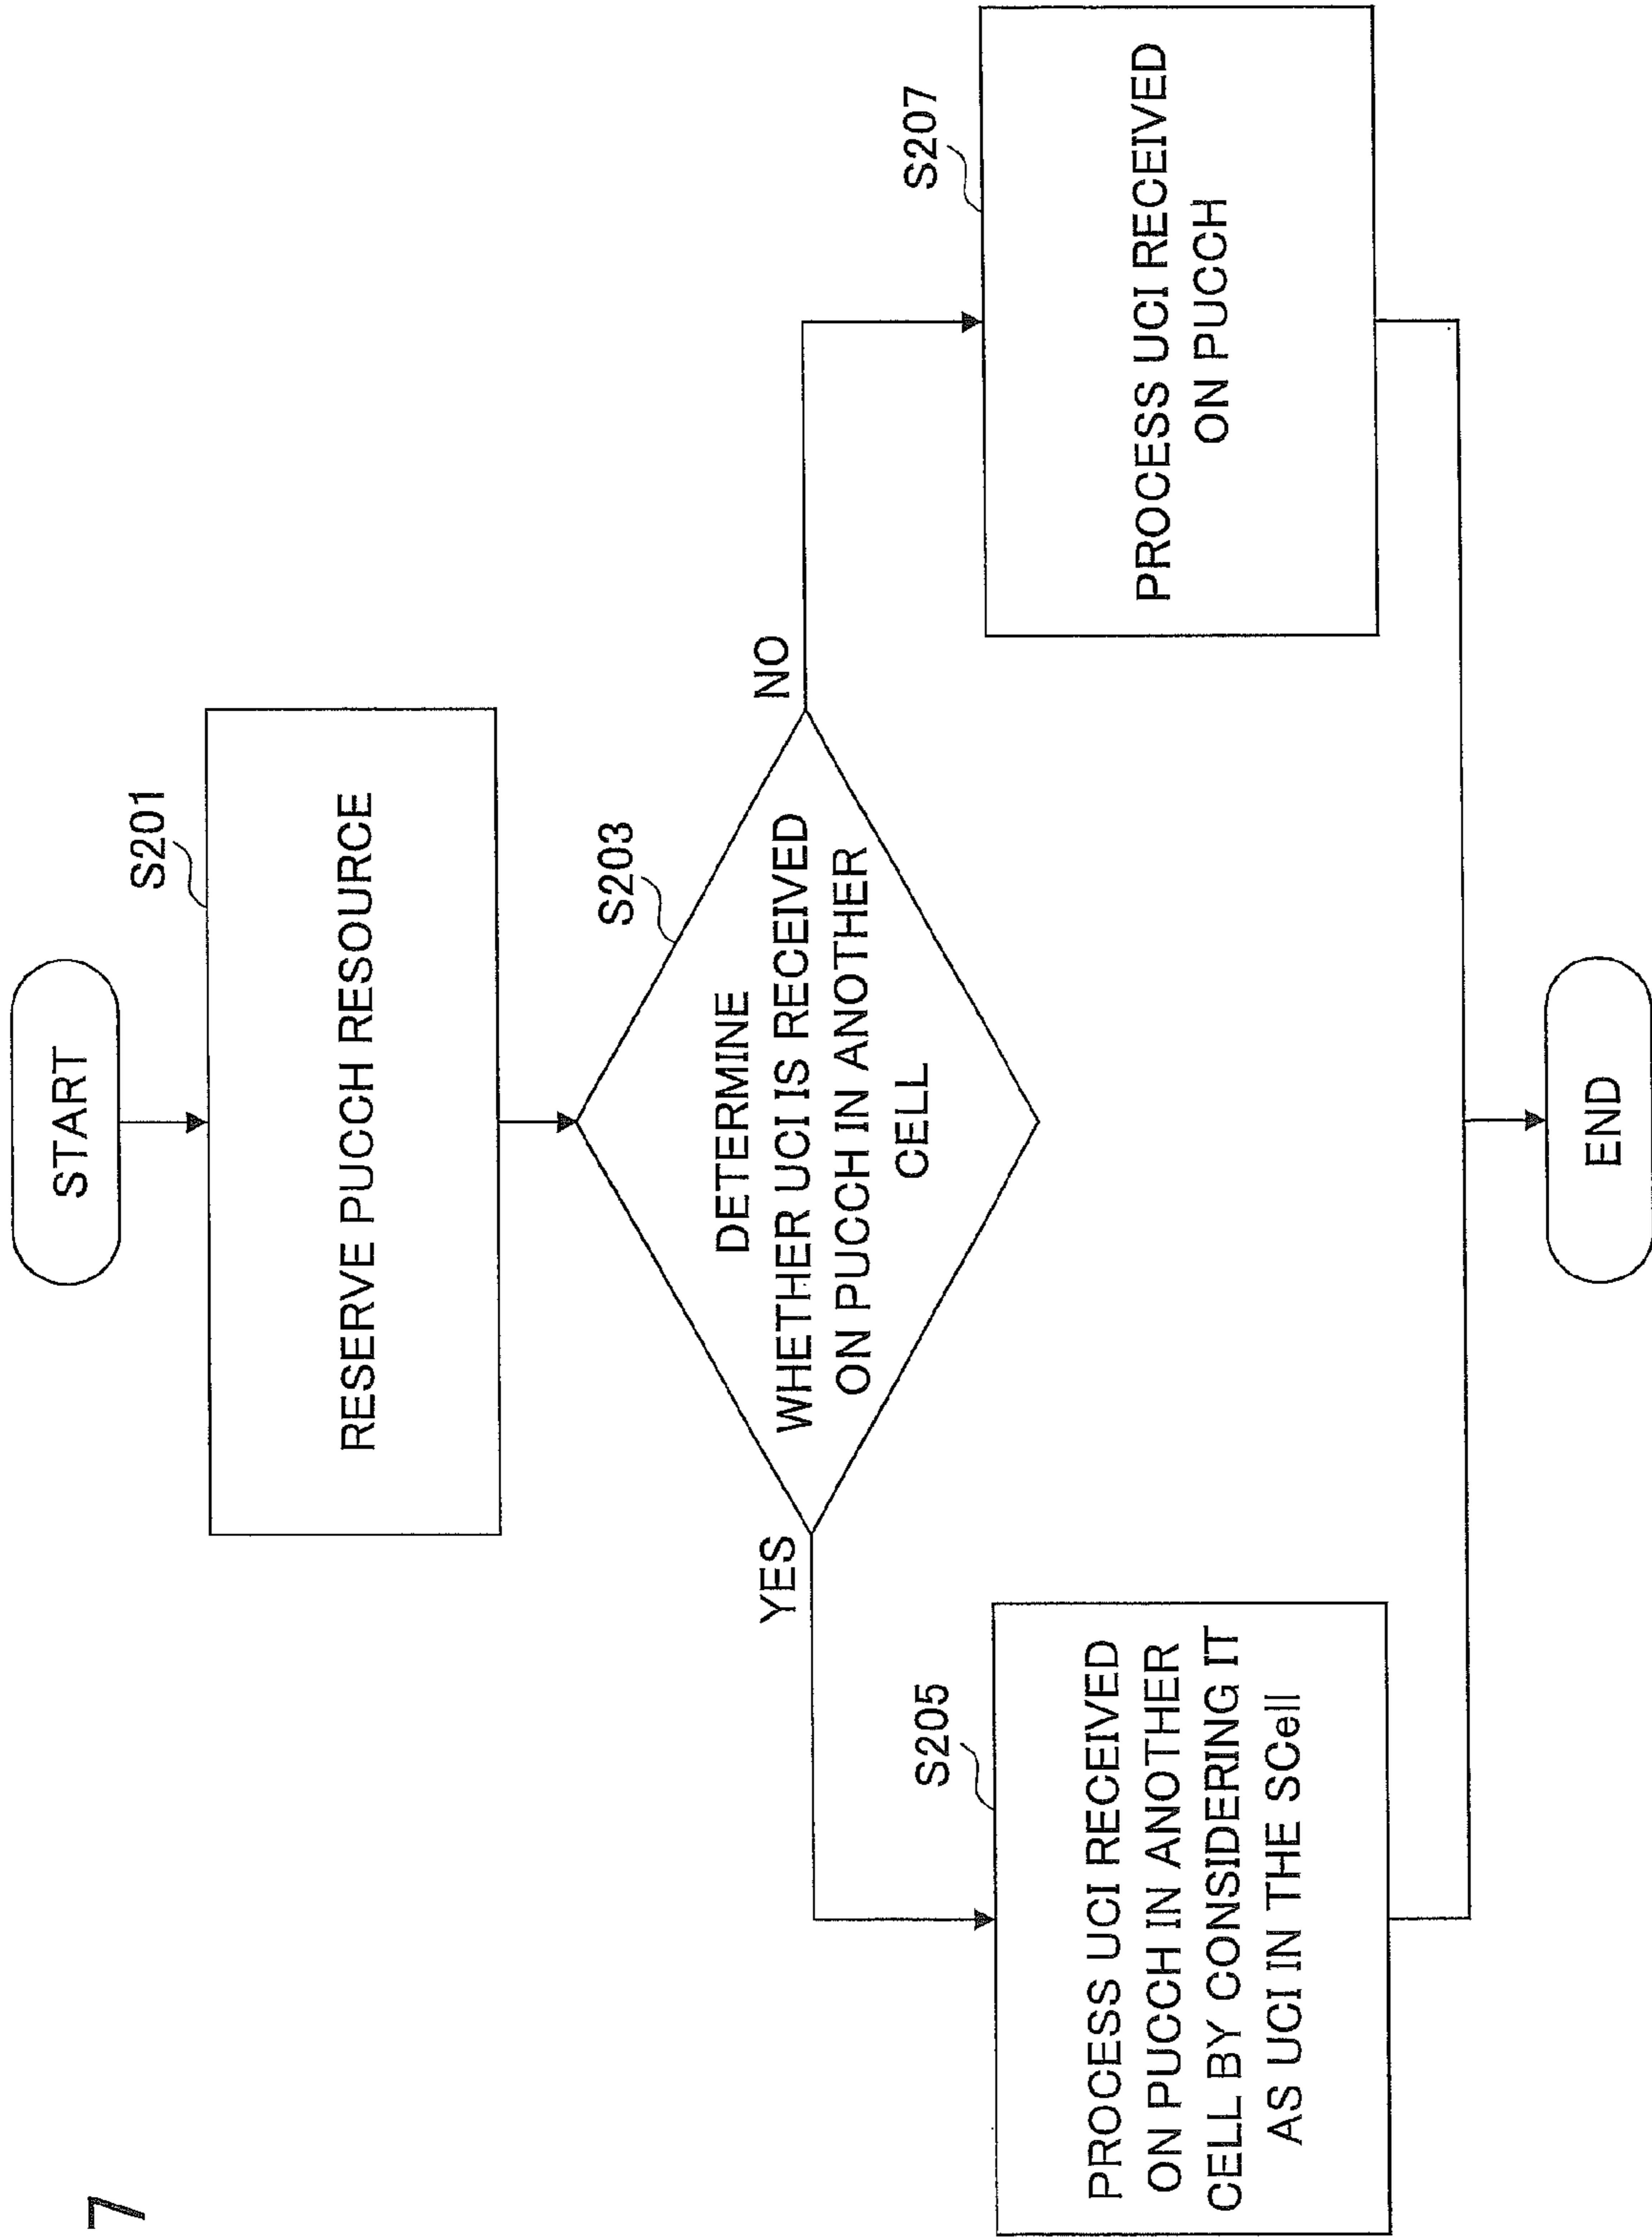 7
START
S201
RESERVE PUCCH RESOURCE
S203
DETERMINE
WHETHER UCI IS RECEIVED
ON PUCCH IN ANOTHER
CELL
YES
NO
S205
PROCESS UCI RECEIVED
ON PUCCH IN ANOTHER
CELL BY CONSIDERING IT
AS UCI IN THE SCell
S207
PROCESS UCI RECEIVED
ON PUCCH
END